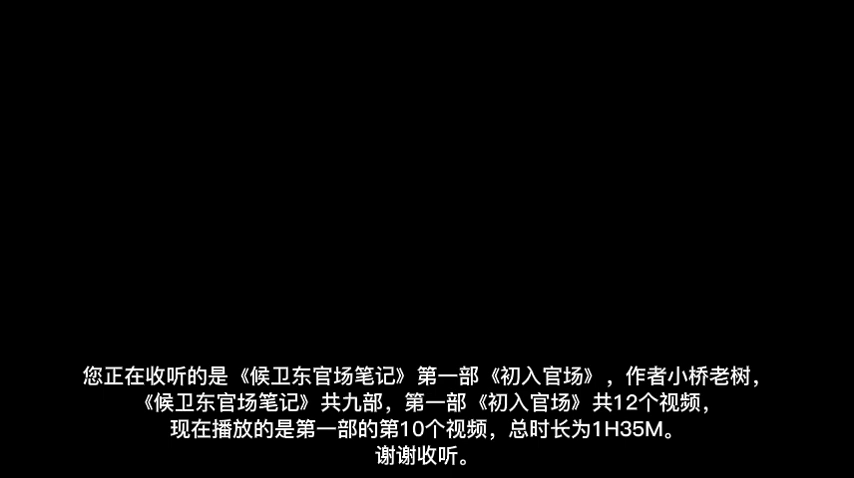 您正在收听的是《候卫东官场笔记》第一部《初入官场》，作者小桥老树，
《候卫东官场笔记》共九部，第一部《初入官场》共12个视频，
现在播放的是第一部的第10个视频，总时长为1H35M。
谢谢收听。